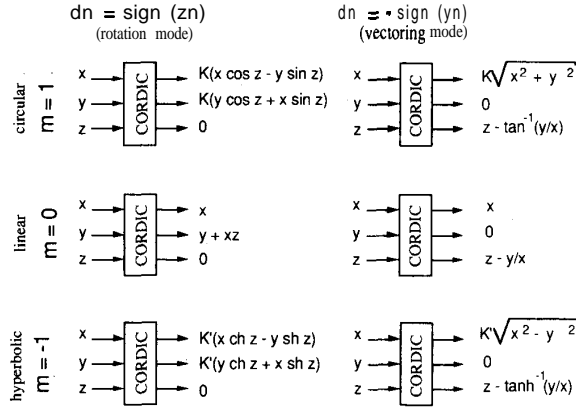 dn = sign (zn)
(rotation mode)
dn = • sign (yn)
(vectoring mode)
circular
m = 1
x
y
z
CORDIC
K(x cos z - y sin z)
K(y cos z + x sin z)
0
x
y
z
CORDIC
K√x² + y ²
0
z - tan⁻¹(y/x)
linear
m = 0
x
y
z
CORDIC
x
y + xz
0
x
y
z
CORDIC
x
0
z - y/x
hyperbolic
m = -1
x
y
z
CORDIC
K'(x ch z - y sh z)
K'(y ch z + x sh z)
0
x
y
z
CORDIC
K'√x² - y ²
0
z - tanh⁻¹(y/x)